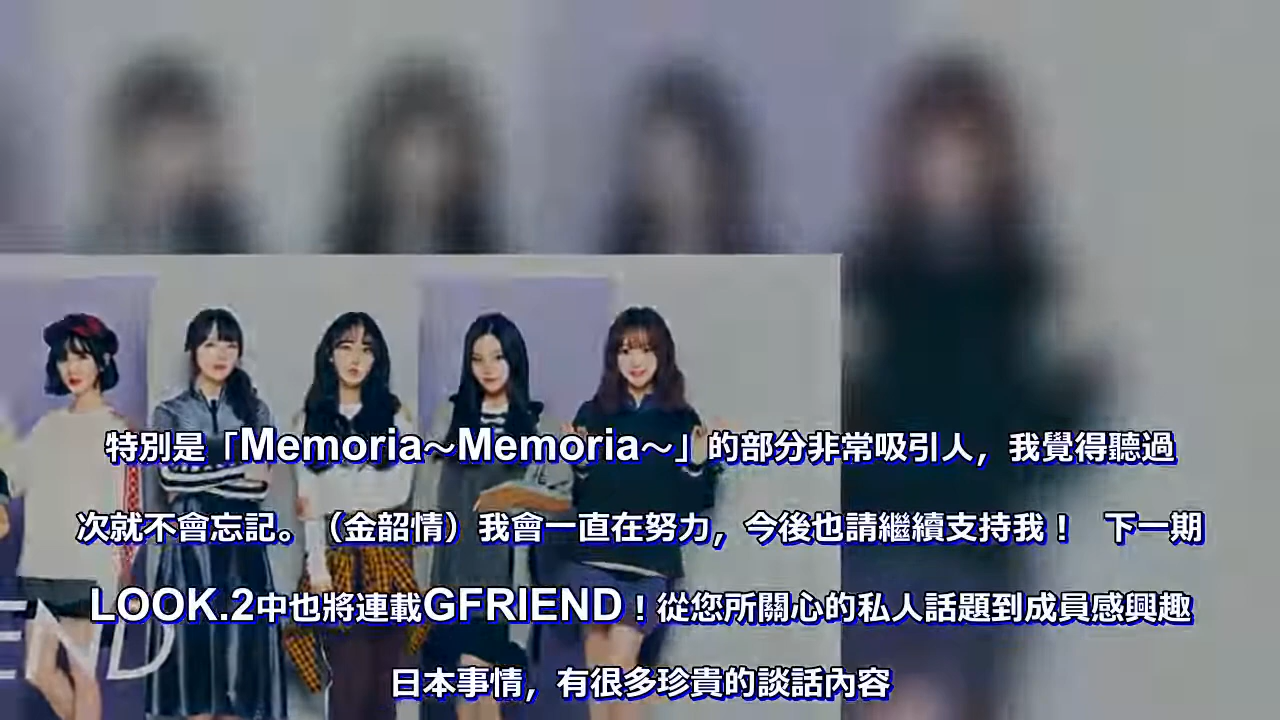 特別是「Memoria～Memoria～」的部分非常吸引人，我覺得聽過
次就不會忘記。（金韶情）我會一直在努力，今後也請繼續支持我！ 下一期
LOOK.2中也將連載GFRIEND！從您所關心的私人話題到成員感興趣
日本事情，有很多珍貴的談話內容
END